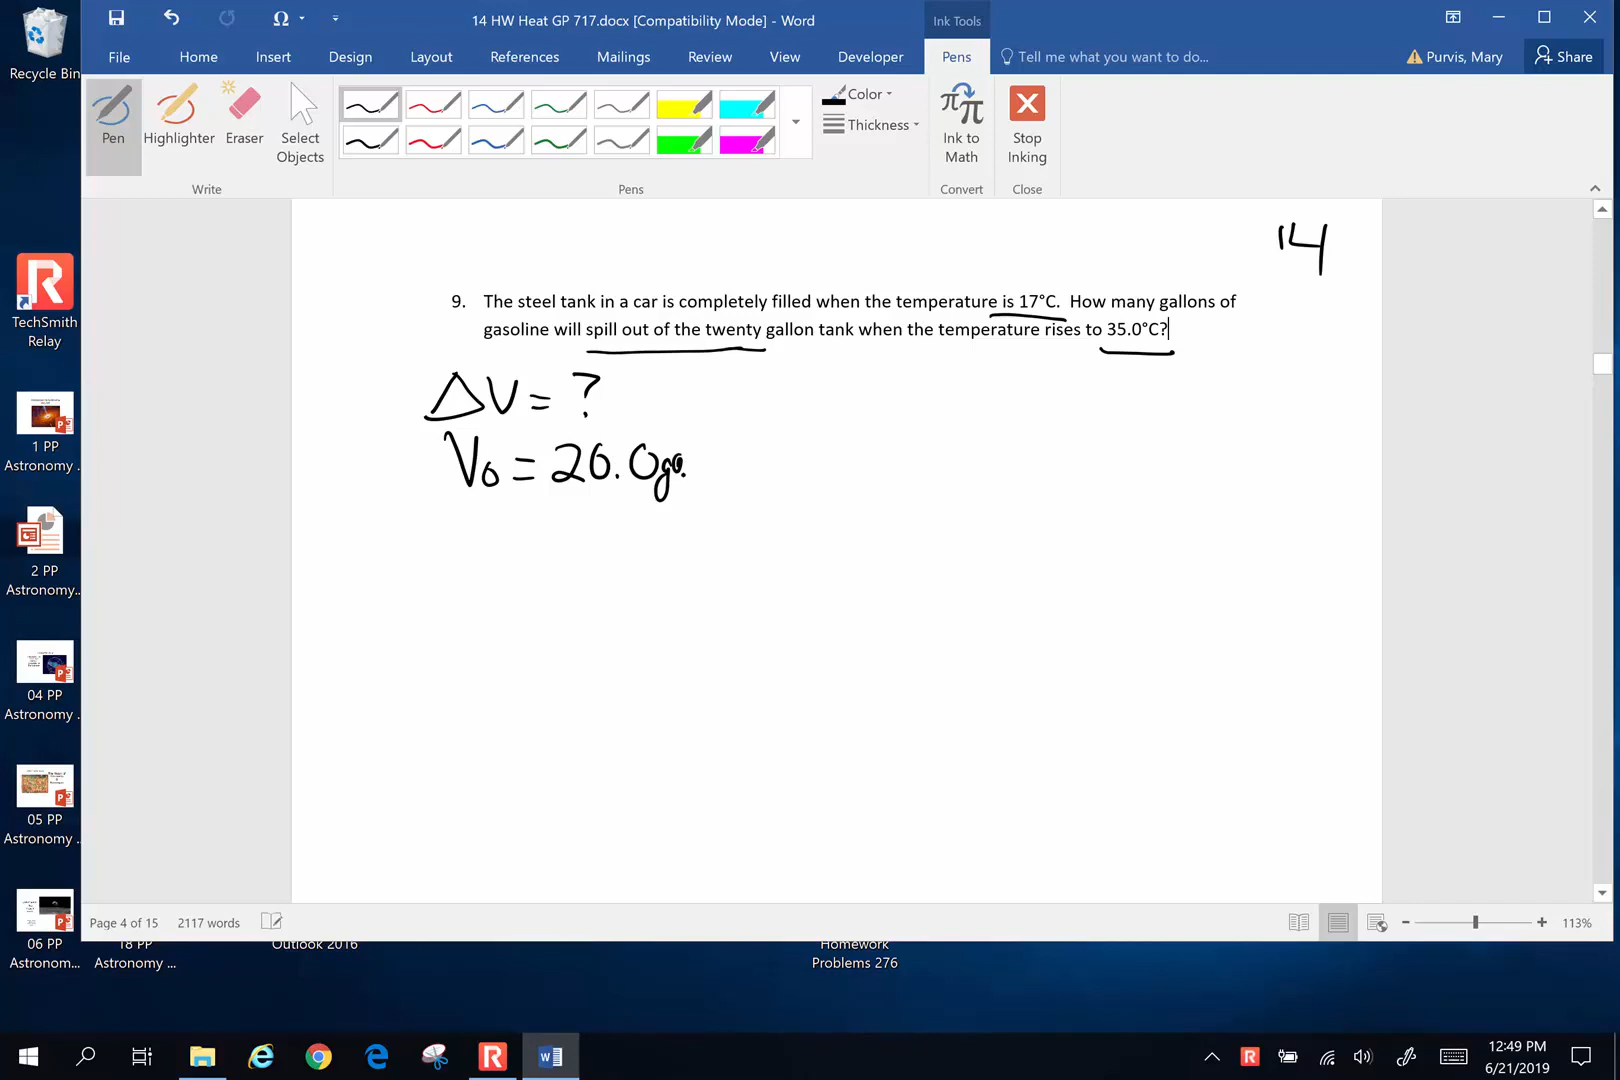 Recycle Bin
14 HW Heat GP 717.docx [Compatibility Mode] - Word
Ink Tools
File Home Insert Design Layout References Mailings Review View Developer Pens Tell me what you want to do... Purvis, Mary Share
Pen Highlighter Eraser Select Objects
Color
Thickness
Ink to Math
Stop Inking
Write Pens Convert Close
14
9. The steel tank in a car is completely filled when the temperature is 17°C. How many gallons of
gasoline will spill out of the twenty gallon tank when the temperature rises to 35.0°C?
ΔV = ?
V₀ = 20.0
TechSmith Relay
1 PP
Astronomy ...
2 PP
Astronomy...
04 PP
Astronomy ...
05 PP
Astronomy ...
06 PP
Astronom...
18 PP
Astronomy ...
Outlook 2016
Homework
Problems 276
Page 4 of 15 2117 words 113%
12:49 PM
6/21/2019